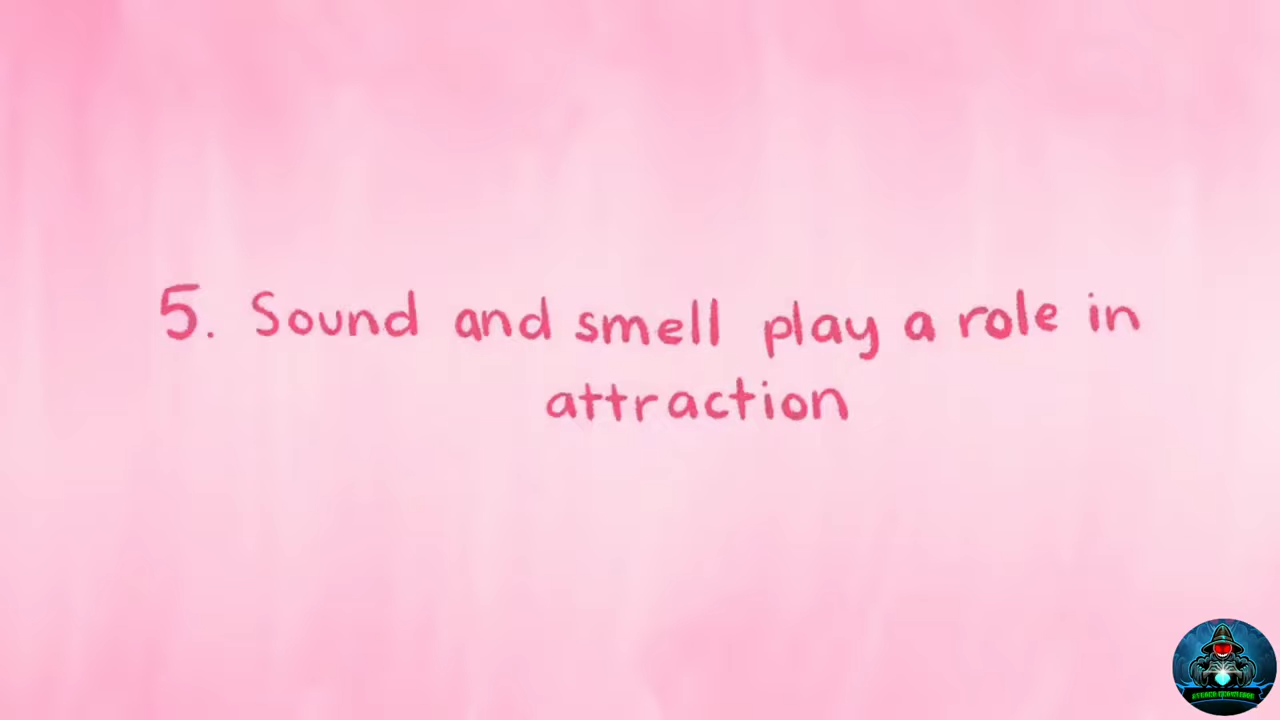 5. Sound and smell play a role in
attraction